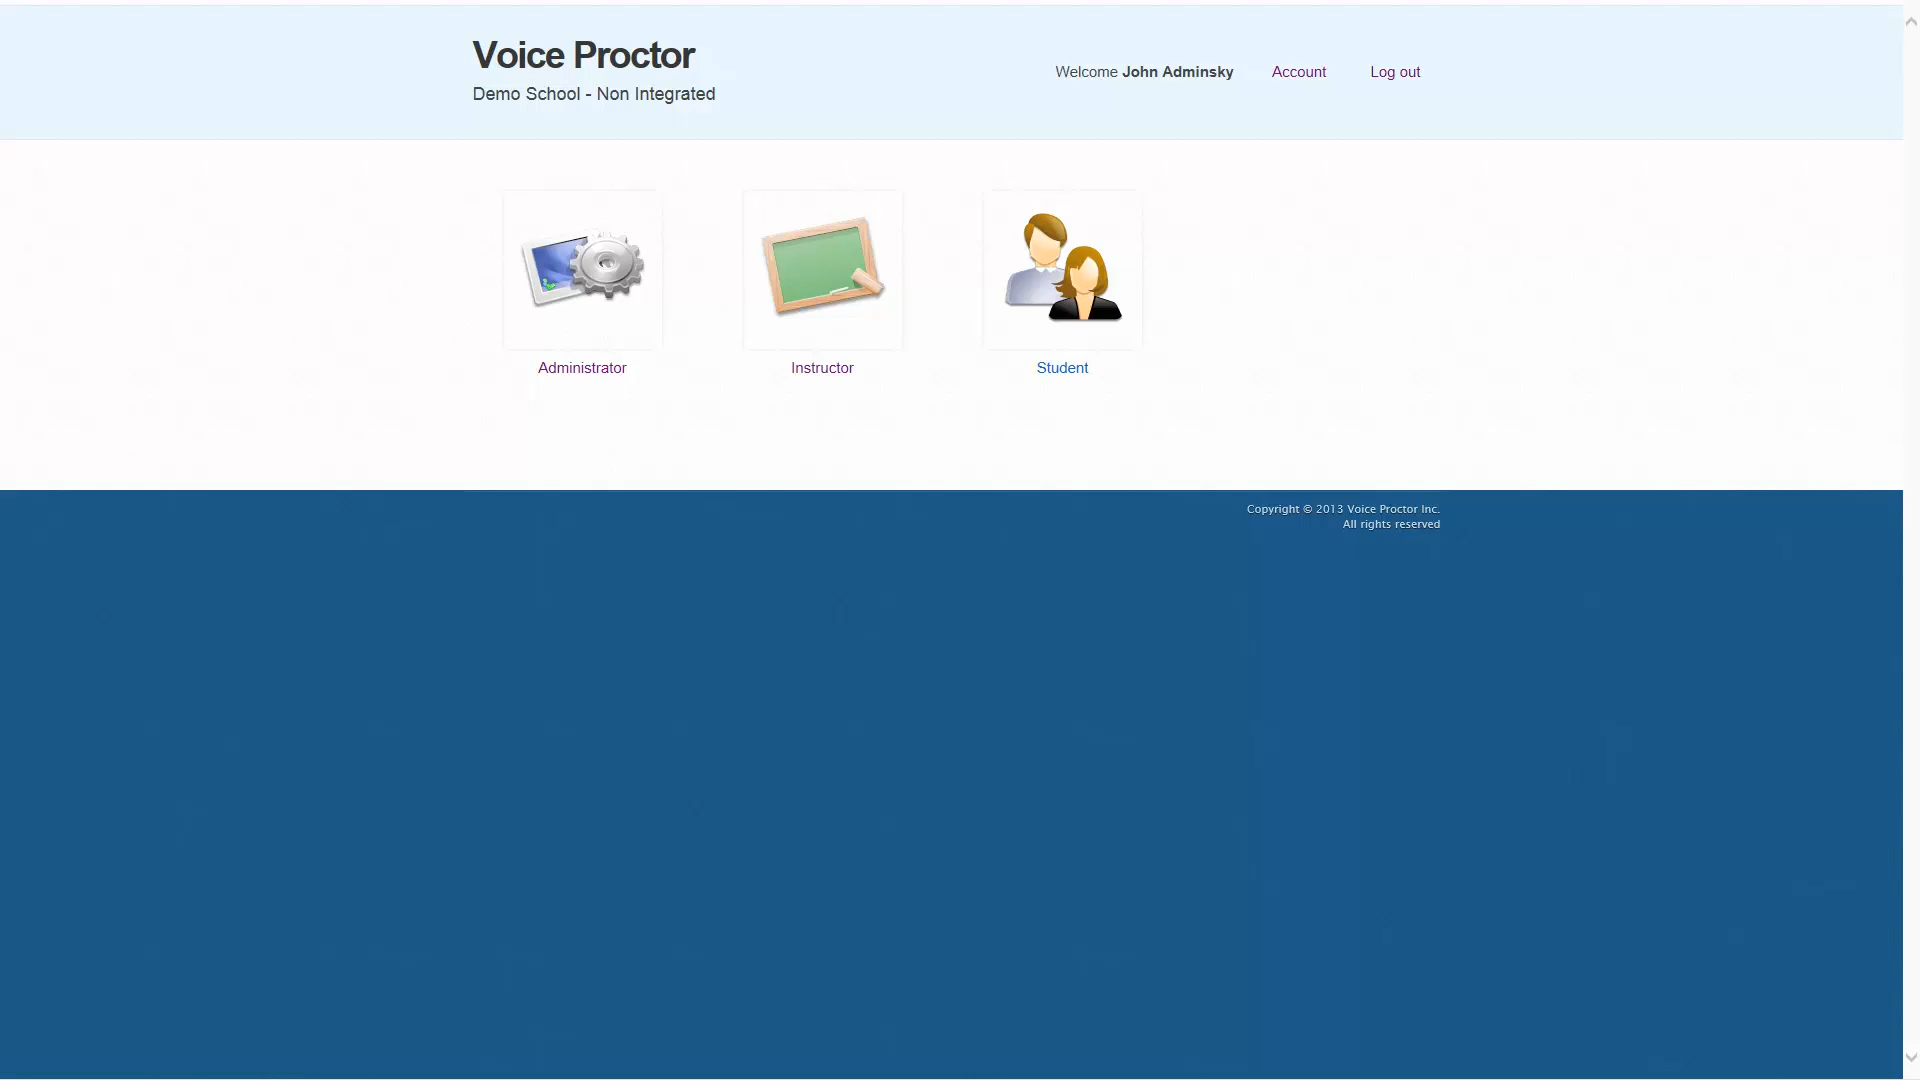 Voice Proctor
Demo School - Non Integrated
Welcome John Adminsky Account Log out
Administrator Instructor Student
Copyright © 2013 Voice Proctor Inc.
All rights reserved